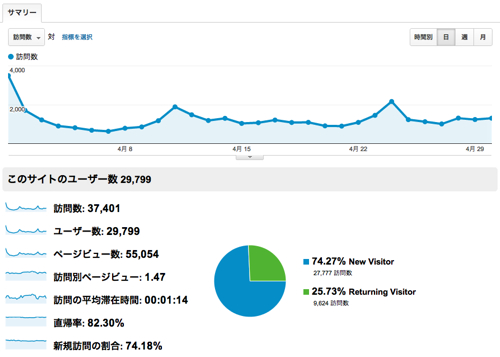 サマリー
訪問数 対 指標を選択
時間別 日 週 月
訪問数
4,000
2,000
4月 8 4月 15 4月 22 4月 29
このサイトのユーザー数 29,799
訪問数: 37,401
ユーザー数: 29,799
ページビュー数: 55,054
訪問別ページビュー: 1.47
訪問の平均滞在時間: 00:01:14
直帰率: 82.30%
新規訪問の割合: 74.18%
74.27% New Visitor
27,777 訪問数
25.73% Returning Visitor
9,624 訪問数